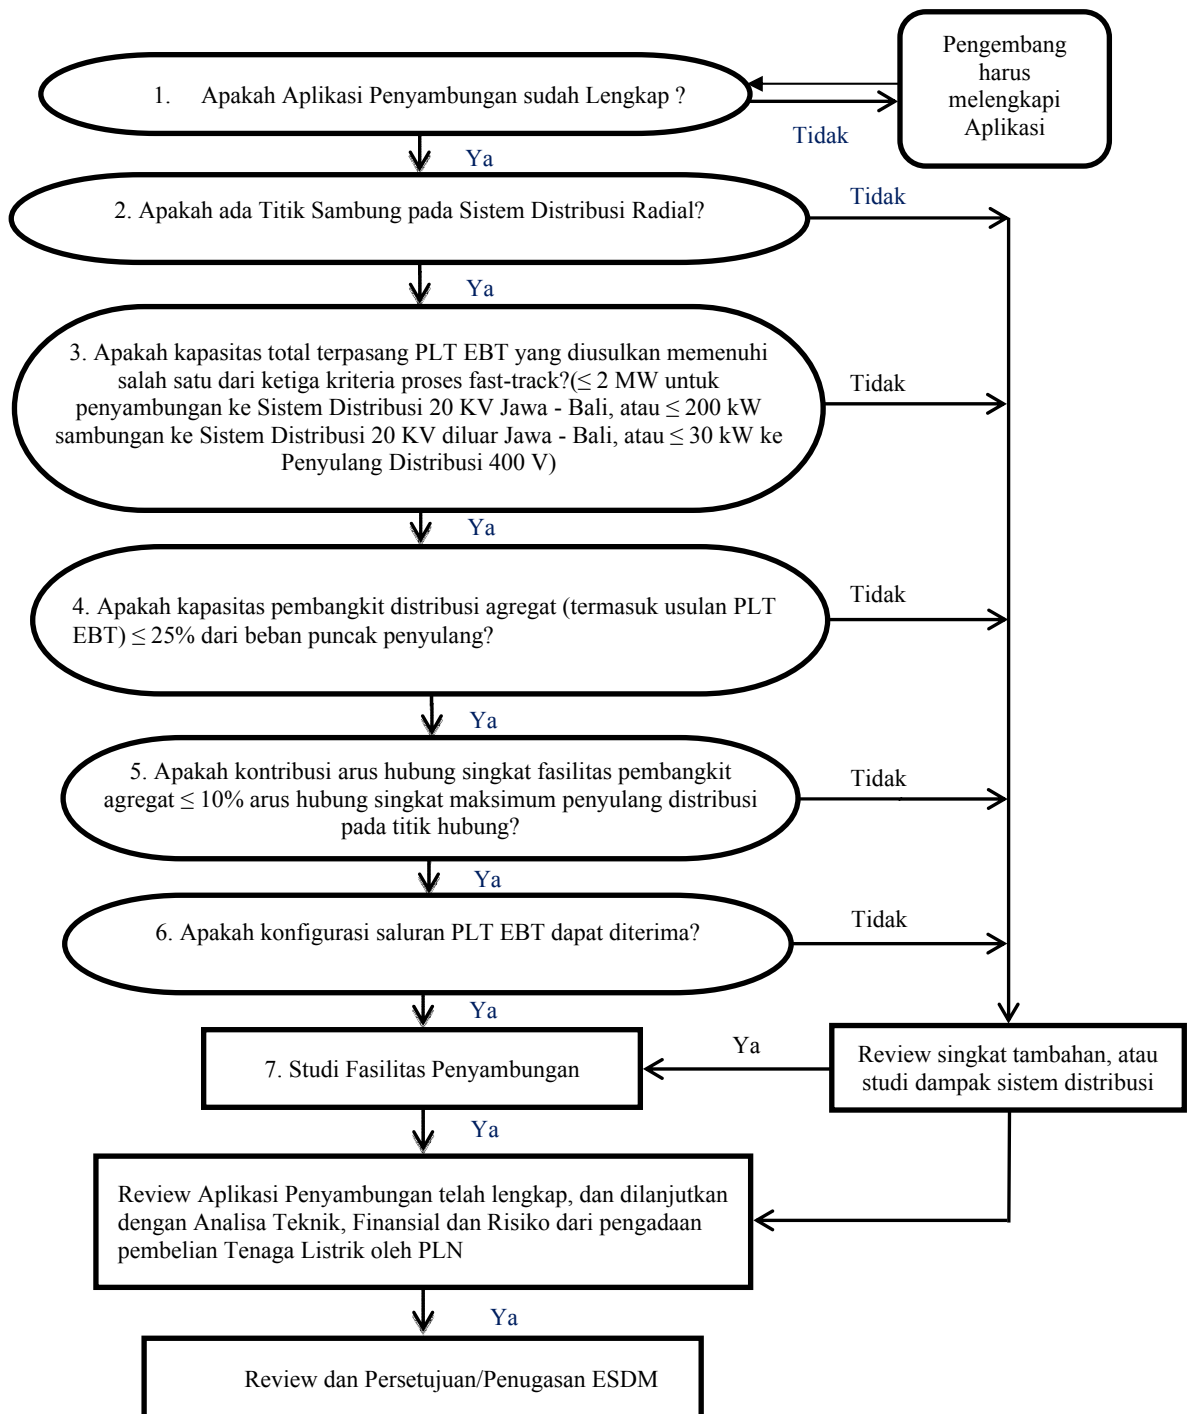 Pengembang
harus
melengkapi
Aplikasi
1. Apakah Aplikasi Penyambungan sudah Lengkap ?
Tidak
Ya
2. Apakah ada Titik Sambung pada Sistem Distribusi Radial?
Tidak
Ya
3. Apakah kapasitas total terpasang PLT EBT yang diusulkan memenuhi
salah satu dari ketiga kriteria proses fast-track?(≤ 2 MW untuk
penyambungan ke Sistem Distribusi 20 KV Jawa - Bali, atau ≤ 200 kW
sambungan ke Sistem Distribusi 20 KV diluar Jawa - Bali, atau ≤ 30 kW ke
Penyulang Distribusi 400 V)
Tidak
Ya
4. Apakah kapasitas pembangkit distribusi agregat (termasuk usulan PLT
EBT) ≤ 25% dari beban puncak penyulang?
Tidak
Ya
5. Apakah kontribusi arus hubung singkat fasilitas pembangkit
agregat ≤ 10% arus hubung singkat maksimum penyulang distribusi
pada titik hubung?
Tidak
Ya
6. Apakah konfigurasi saluran PLT EBT dapat diterima?
Tidak
Ya
7. Studi Fasilitas Penyambungan
Ya
Review singkat tambahan, atau
studi dampak sistem distribusi
Ya
Review Aplikasi Penyambungan telah lengkap, dan dilanjutkan
dengan Analisa Teknik, Finansial dan Risiko dari pengadaan
pembelian Tenaga Listrik oleh PLN
Ya
Review dan Persetujuan/Penugasan ESDM